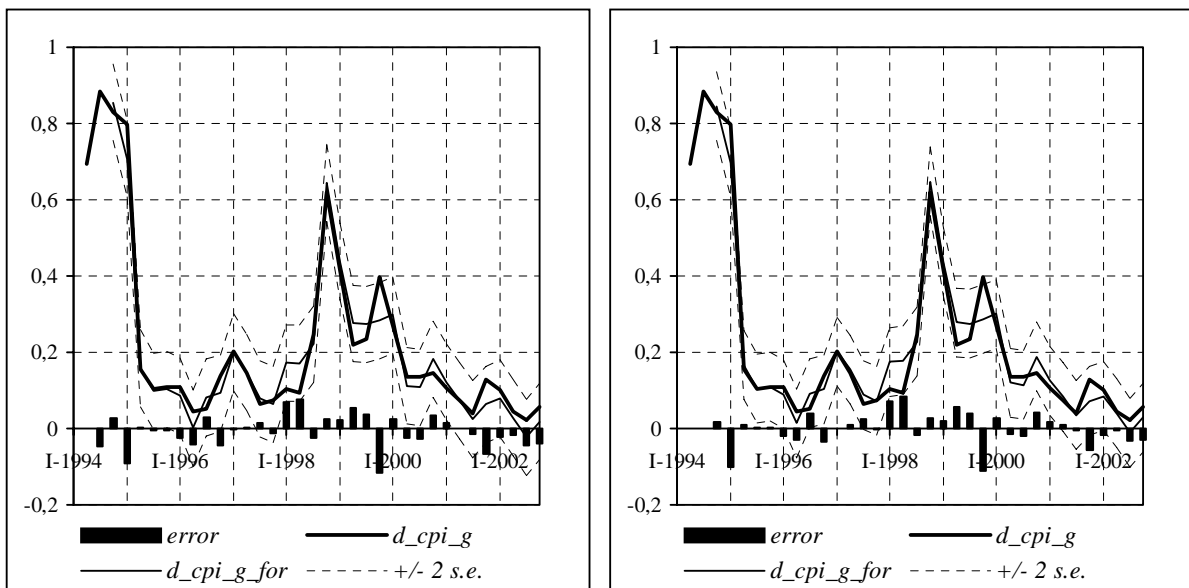 1
0,8
0,6
0,4
0,2
0
-0,2
I-1994 I-1996 I-1998 I-2000 I-2002
error d_cpi_g
d_cpi_g_for +/- 2 s.e.
1
0,8
0,6
0,4
0,2
0
-0,2
I-1994 I-1996 I-1998 I-2000 I-2002
error d_cpi_g
d_cpi_g_for +/- 2 s.e.